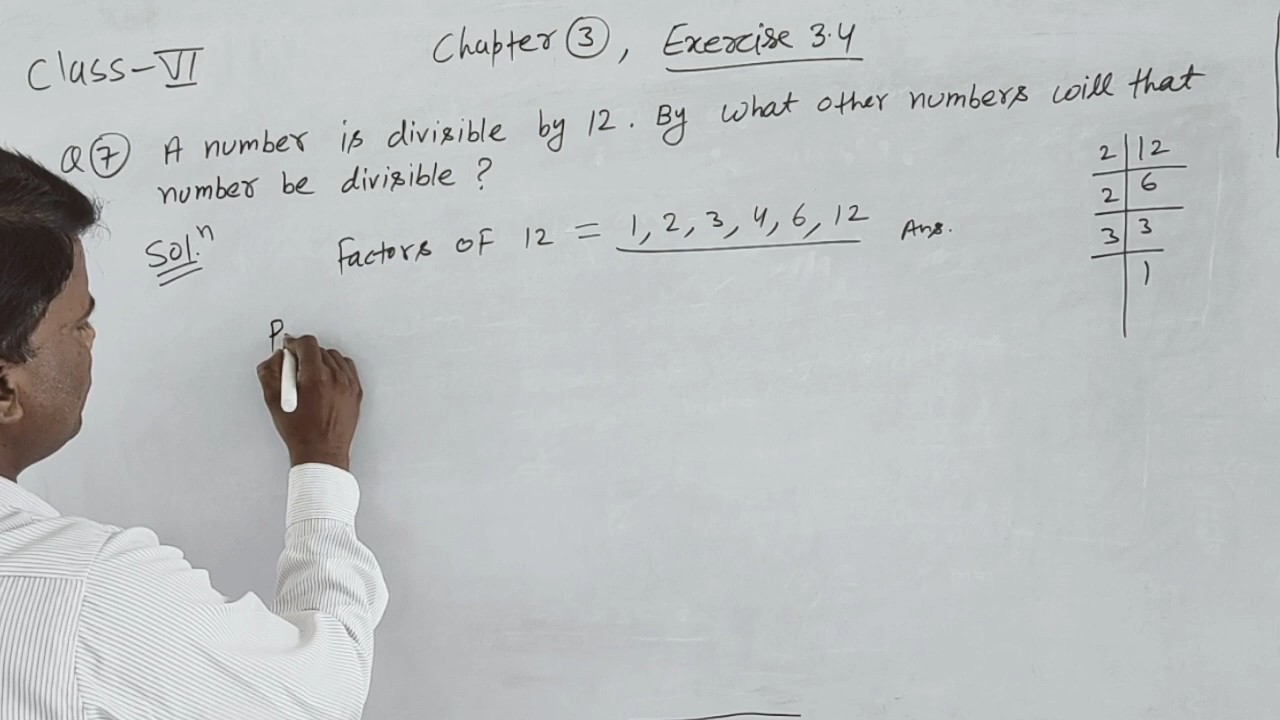 Class-VI
Chapter 3, Exercise 3.4
Q 7 A number is divisible by 12. By what other numbers will that
number be divisible ?
Sol.n Factors of 12 = 1, 2, 3, 4, 6, 12 Ans.
2 | 12
2 | 6
3 | 3
1
P